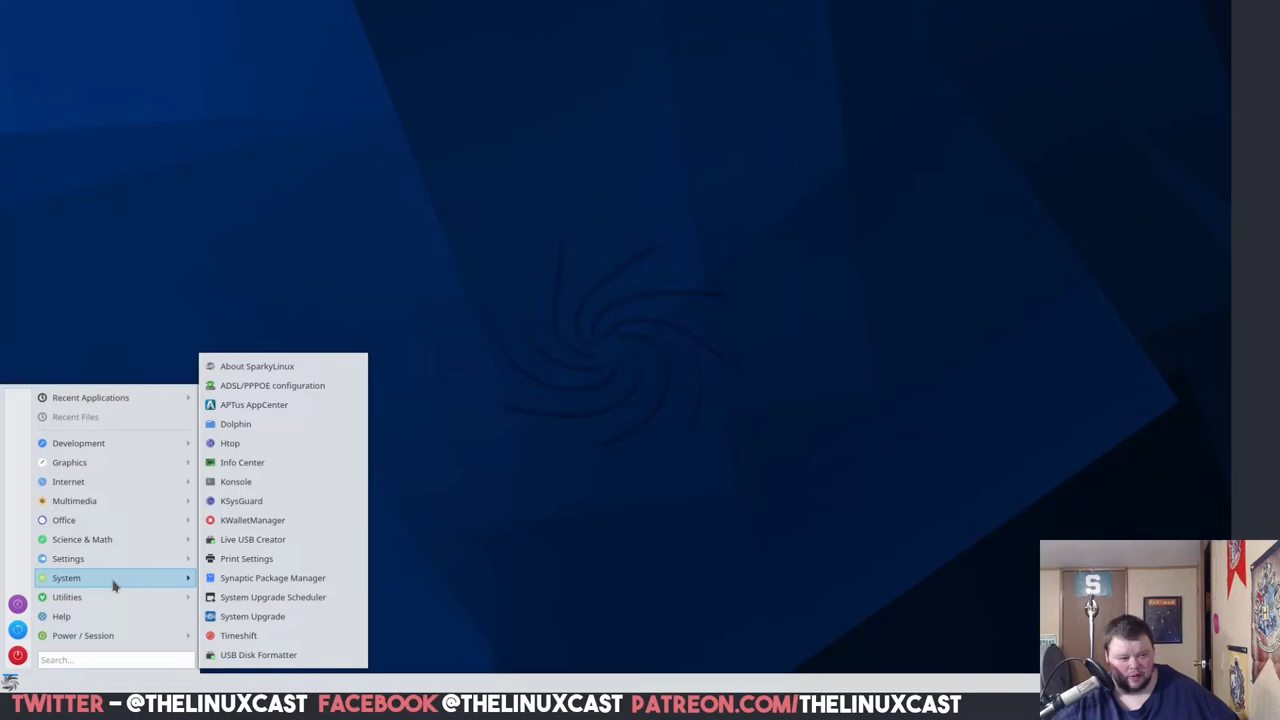 About SparkyLinux
ADSL/PPPOE configuration
APTus AppCenter
Dolphin
Htop
Info Center
Konsole
KSysGuard
KWalletManager
Live USB Creator
Print Settings
Synaptic Package Manager
System Upgrade Scheduler
System Upgrade
Timeshift
USB Disk Formatter
Recent Applications
Recent Files
Development
Graphics
Internet
Multimedia
Office
Science & Math
Settings
System
Utilities
Help
Power / Session
Search...
S
TWITTER – @THELINUXCAST FACEBOOK @THELINUXCAST PATREON.COM/THELINUXCAST